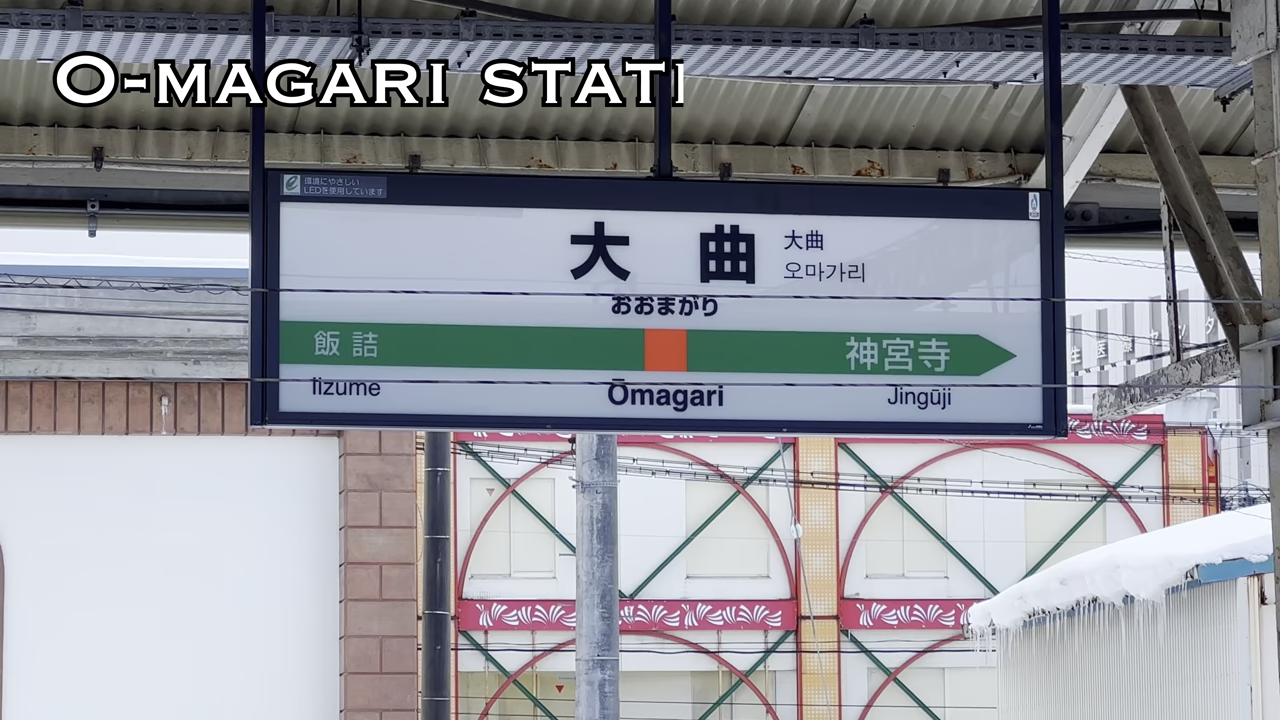 O-MAGARI STATI
環境にやさしい
LEDを使用しています
大曲
大曲
오마가리
おおまがり
飯詰
神宮寺
Iizume
Ōmagari
Jingūji